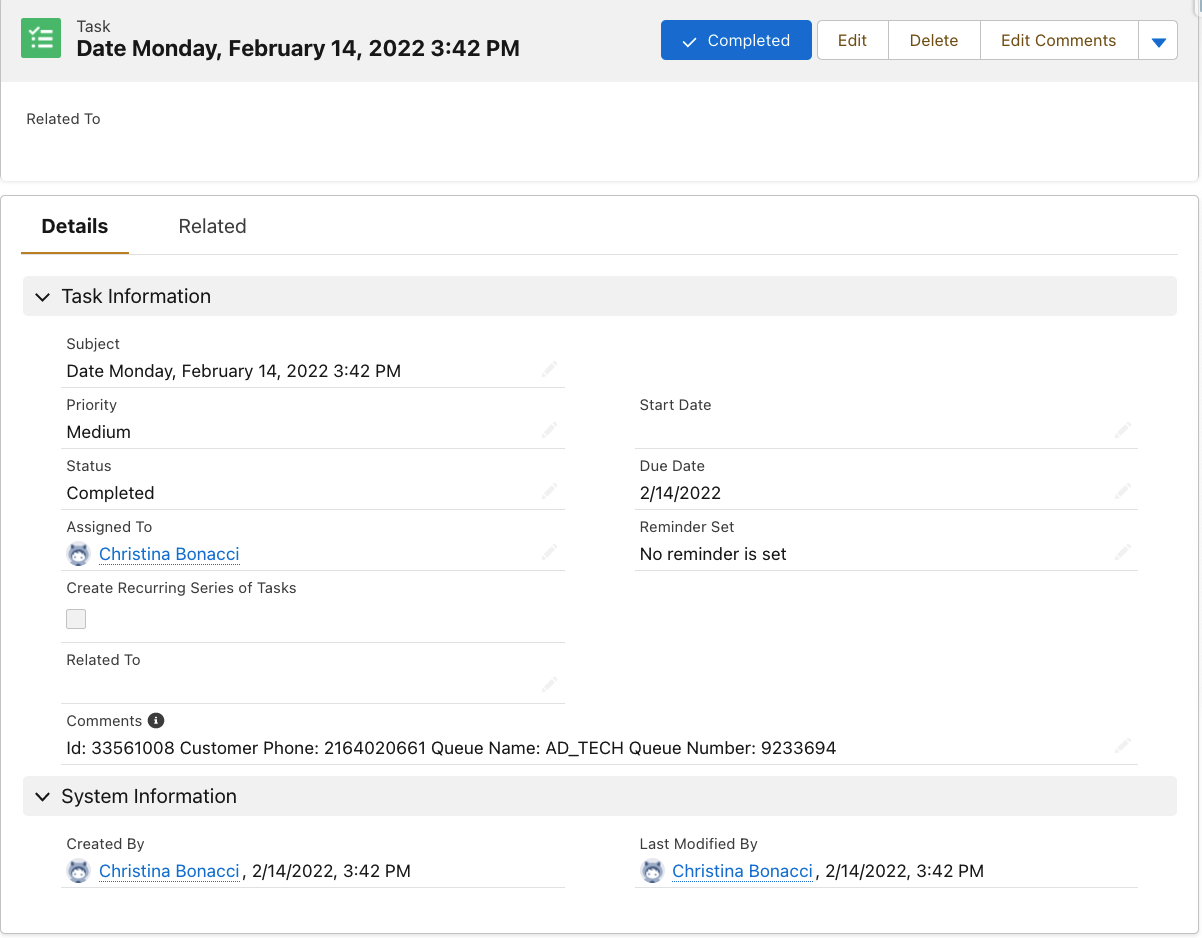 Task
Date Monday, February 14, 2022 3:42 PM
Completed
Edit
Delete
Edit Comments
Related To
Details
Related
Task Information
Subject
Date Monday, February 14, 2022 3:42 PM
Priority
Medium
Start Date
Status
Completed
Due Date
2/14/2022
Assigned To
Christina Bonacci
Reminder Set
No reminder is set
Create Recurring Series of Tasks
Related To
Comments
Id: 33561008 Customer Phone: 2164020661 Queue Name: AD_TECH Queue Number: 9233694
System Information
Created By
Christina Bonacci, 2/14/2022, 3:42 PM
Last Modified By
Christina Bonacci, 2/14/2022, 3:42 PM